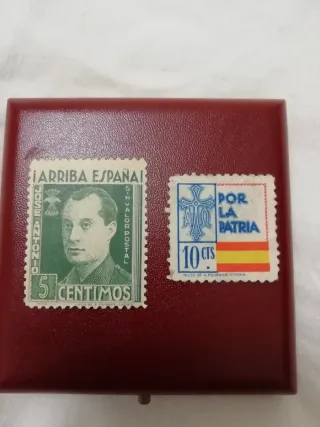 ¡ARRIBA ESPAÑA!
JOSE ANTONIO
SIN VALOR POSTAL
5 CENTIMOS
POR
LA
PATRIA
10 CTS